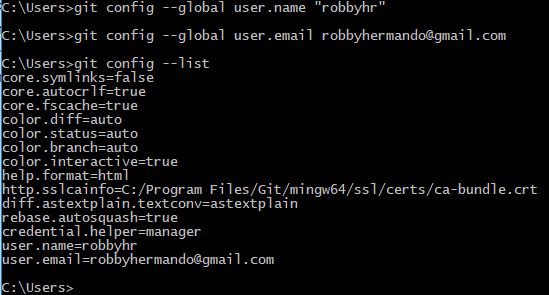 C:\Users>git config --global user.name "robbyhr"
C:\Users>git config --global user.email robbyhermando@gmail.com
C:\Users>git config --list
core.symlinks=false
core.autocrlf=true
core.fscache=true
color.diff=auto
color.status=auto
color.branch=auto
color.interactive=true
help.format=html
http.sslcainfo=C:/Program Files/Git/mingw64/ssl/certs/ca-bundle.crt
diff.astextplain.textconv=astextplain
rebase.autosquash=true
credential.helper=manager
user.name=robbyhr
user.email=robbyhermando@gmail.com
C:\Users>